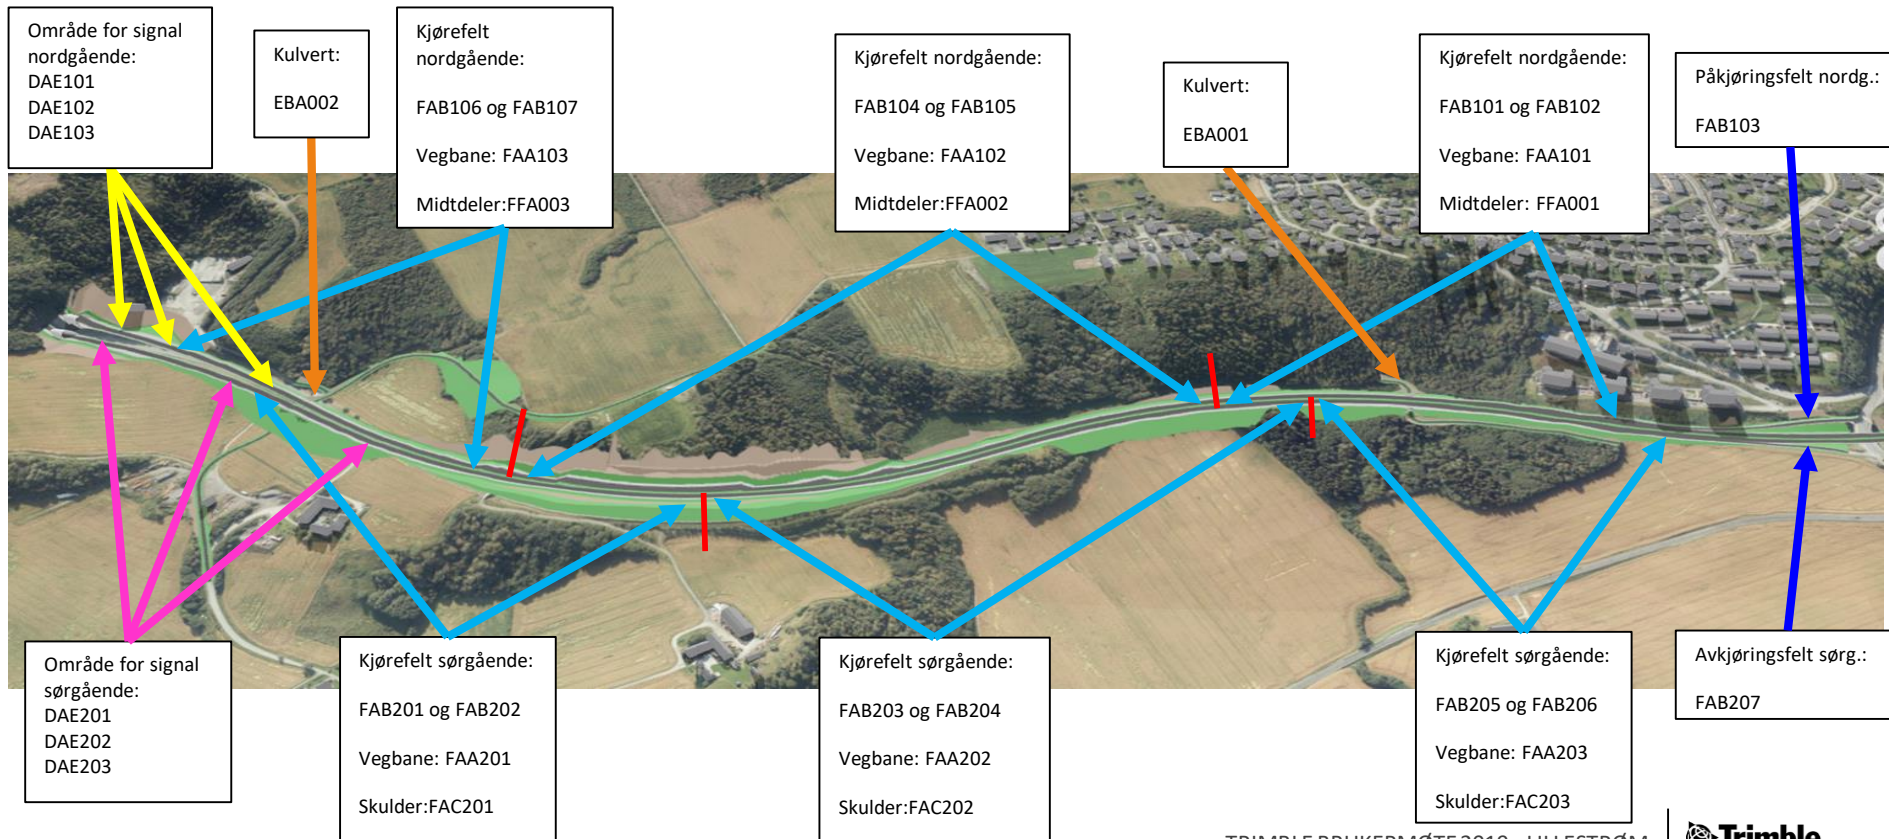 Område for signal
nordgående:
DAE101
DAE102
DAE103
Kulvert:
EBA002
Kjørefelt
nordgående:
FAB106 og FAB107
Vegbane: FAA103
Midtdeler:FFA003
Kjørefelt nordgående:
FAB104 og FAB105
Vegbane: FAA102
Midtdeler:FFA002
Kulvert:
EBA001
Kjørefelt nordgående:
FAB101 og FAB102
Vegbane: FAA101
Midtdeler: FFA001
Påkjøringsfelt nordg.:
FAB103
Område for signal
sørgående:
DAE201
DAE202
DAE203
Kjørefelt sørgående:
FAB201 og FAB202
Vegbane: FAA201
Skulder:FAC201
Kjørefelt sørgående:
FAB203 og FAB204
Vegbane: FAA202
Skulder:FAC202
Kjørefelt sørgående:
FAB205 og FAB206
Vegbane: FAA203
Skulder:FAC203
Avkjøringsfelt sørg.:
FAB207
TRIMBLE BRUKERMØTE 2019 - LILLESTRØM
Trimble